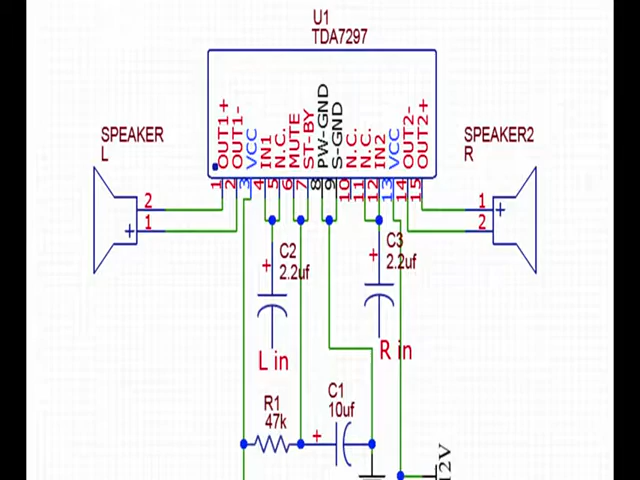 U1
TDA7297
SPEAKER
L
SPEAKER2
R
OUT1+
OUT1-
VCC
IN1
N.C.
MUTE
ST-BY
PW-GND
S-GND
N.C.
N.C.
IN2
VCC
OUT2-
OUT2+
1
2
3
4
5
6
7
8
9
10
11
12
13
14
15
2
1
+
1
2
+
C2
2.2uf
+
C3
2.2uf
+
L in
R in
R1
47k
C1
10uf
+
12V